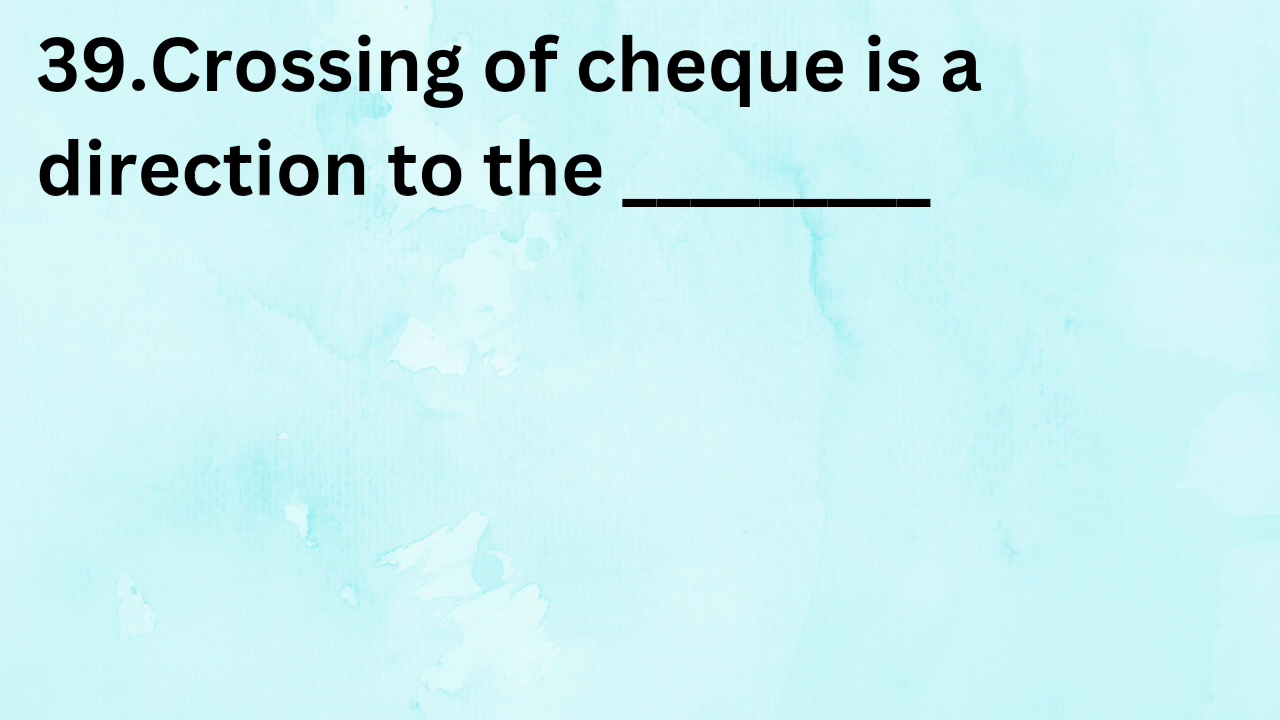 39.Crossing of cheque is a
direction to the _________